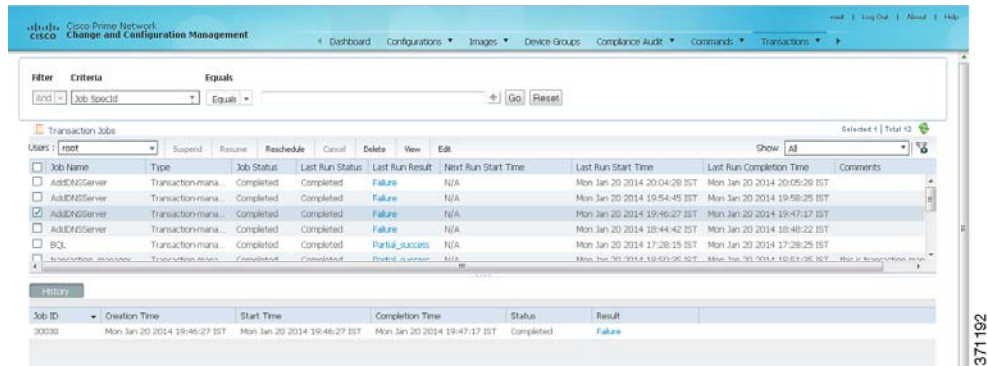 root | Log Out | About | Help
cisco Cisco Prime Network
Change and Configuration Management
Dashboard Configurations Images Device Groups Compliance Audit Commands Transactions
Filter Criteria Equals
And Job SpecId Equals + Go Reset
Transaction Jobs Selected 1 | Total 12
Users : root Suspend Resume Reschedule Cancel Delete View Edit Show All
Job Name Type Job Status Last Run Status Last Run Result Next Run Start Time Last Run Start Time Last Run Completion Time Comments
AddDNSServer Transaction-mana... Completed Completed Failure N/A Mon Jan 20 2014 20:04:29 IST Mon Jan 20 2014 20:05:29 IST
AddDNSServer Transaction-mana... Completed Completed Failure N/A Mon Jan 20 2014 19:54:45 IST Mon Jan 20 2014 19:58:25 IST
AddDNSServer Transaction-mana... Completed Completed Failure N/A Mon Jan 20 2014 19:46:27 IST Mon Jan 20 2014 19:47:17 IST
AddDNSServer Transaction-mana... Completed Completed Failure N/A Mon Jan 20 2014 18:44:42 IST Mon Jan 20 2014 18:48:22 IST
BQL Transaction-mana... Completed Completed Partial_success N/A Mon Jan 20 2014 17:28:15 IST Mon Jan 20 2014 17:28:25 IST
History
Job ID Creation Time Start Time Completion Time Status Result
30030 Mon Jan 20 2014 19:46:27 IST Mon Jan 20 2014 19:46:27 IST Mon Jan 20 2014 19:47:17 IST Completed Failure
371192